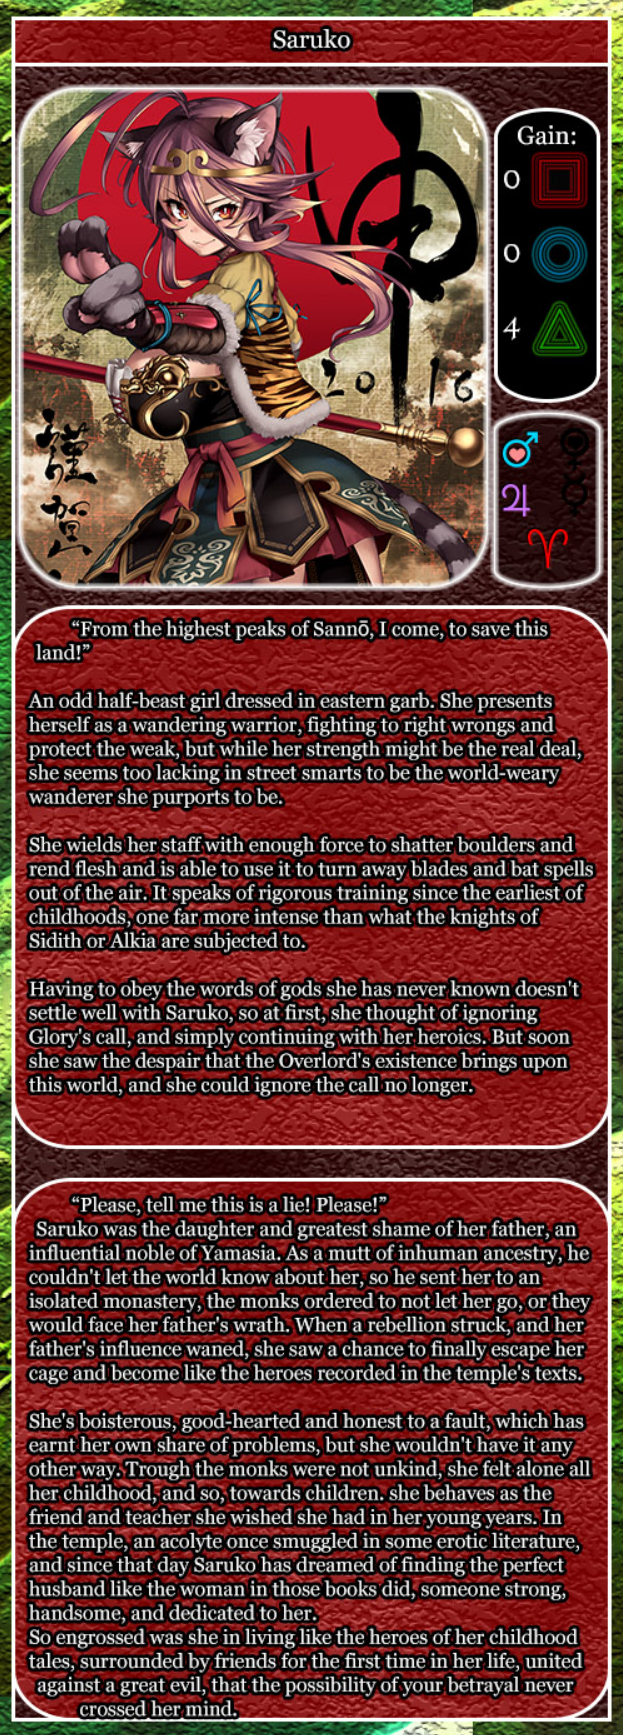 Saruko
申
2016
謹
賀
Gain:
0
0
4
“From the highest peaks of Sannō, I come, to save this
land!”
An odd half-beast girl dressed in eastern garb. She presents
herself as a wandering warrior, fighting to right wrongs and
protect the weak, but while her strength might be the real deal,
she seems too lacking in street smarts to be the world-weary
wanderer she purports to be.
She wields her staff with enough force to shatter boulders and
rend flesh and is able to use it to turn away blades and bat spells
out of the air. It speaks of rigorous training since the earliest of
childhoods, one far more intense than what the knights of
Sidith or Alkia are subjected to.
Having to obey the words of gods she has never known doesn't
settle well with Saruko, so at first, she thought of ignoring
Glory's call, and simply continuing with her heroics. But soon
she saw the despair that the Overlord's existence brings upon
this world, and she could ignore the call no longer.
“Please, tell me this is a lie! Please!”
Saruko was the daughter and greatest shame of her father, an
influential noble of Yamasia. As a mutt of inhuman ancestry, he
couldn't let the world know about her, so he sent her to an
isolated monastery, the monks ordered to not let her go, or they
would face her father's wrath. When a rebellion struck, and her
father's influence waned, she saw a chance to finally escape her
cage and become like the heroes recorded in the temple's texts.
She's boisterous, good-hearted and honest to a fault, which has
earnt her own share of problems, but she wouldn't have it any
other way. Trough the monks were not unkind, she felt alone all
her childhood, and so, towards children. she behaves as the
friend and teacher she wished she had in her young years. In
the temple, an acolyte once smuggled in some erotic literature,
and since that day Saruko has dreamed of finding the perfect
husband like the woman in those books did, someone strong,
handsome, and dedicated to her.
So engrossed was she in living like the heroes of her childhood
tales, surrounded by friends for the first time in her life, united
against a great evil, that the possibility of your betrayal never
crossed her mind.